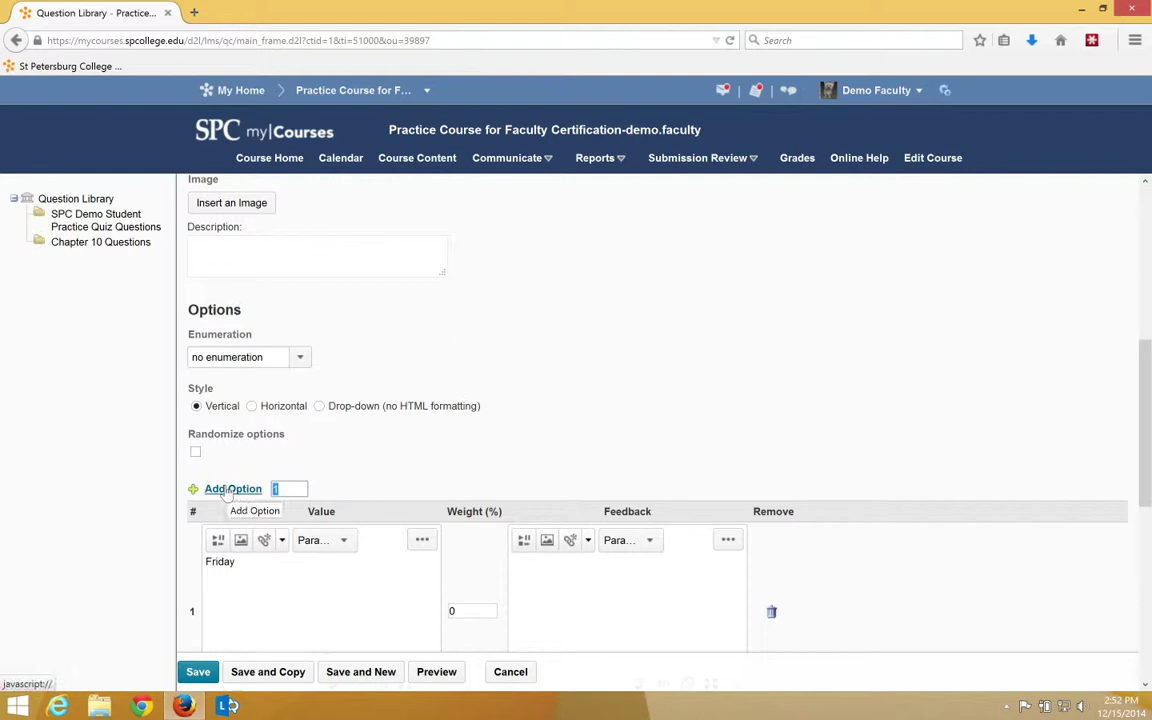 Question Library - Practice...
https://mycourses.spcollege.edu/d2l/lms/qc/main_frame.d2l?ctid=1&ti=51000&ou=39897
Search
St Petersburg College ...
My Home
Practice Course for F...
Demo Faculty
SPC my|Courses
Practice Course for Faculty Certification-demo.faculty
Course Home
Calendar
Course Content
Communicate
Reports
Submission Review
Grades
Online Help
Edit Course
Question Library
SPC Demo Student
Practice Quiz Questions
Chapter 10 Questions
Image
Insert an Image
Description:
Options
Enumeration
no enumeration
Style
Vertical
Horizontal
Drop-down (no HTML formatting)
Randomize options
Add Option
1
Add Option
# Value Weight (%) Feedback Remove
Para...
Para...
Friday
1
0
Save
Save and Copy
Save and New
Preview
Cancel
javascript://
2:52 PM
12/15/2014